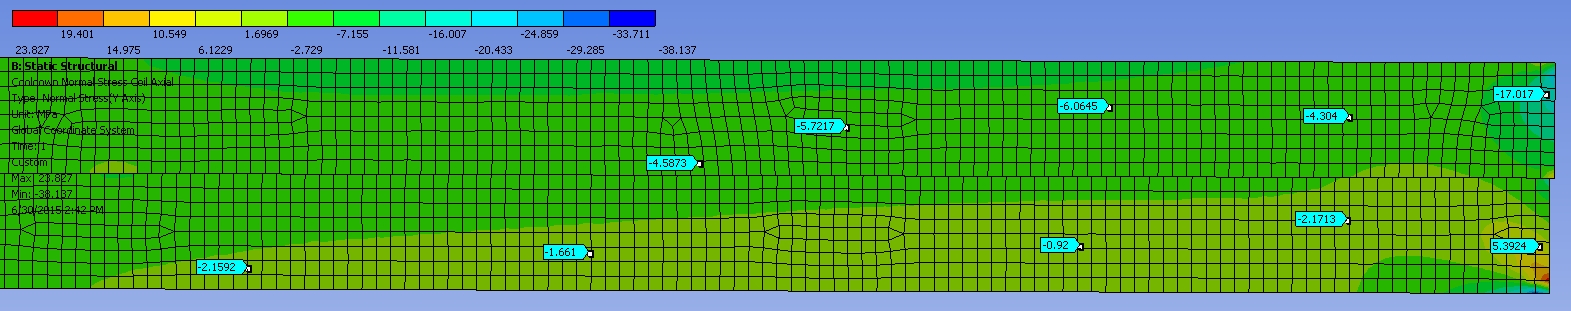 19.401 10.549 1.6969 -7.155 -16.007 -24.859 -33.711
23.827 14.975 6.1229 -2.729 -11.581 -20.433 -29.285 -38.137
B: Static Structural
Cooldown Normal Stress Coil Axial
Type: Normal Stress(Y Axis)
Unit: MPa
Global Coordinate System
Time: 1
Custom
Max: 23.827
Min: -38.137
6/30/2015 2:42 PM
-17.017
-6.0645
-4.304
-5.7217
-4.5873
-2.1713
-0.92
5.3924
-1.661
-2.1592